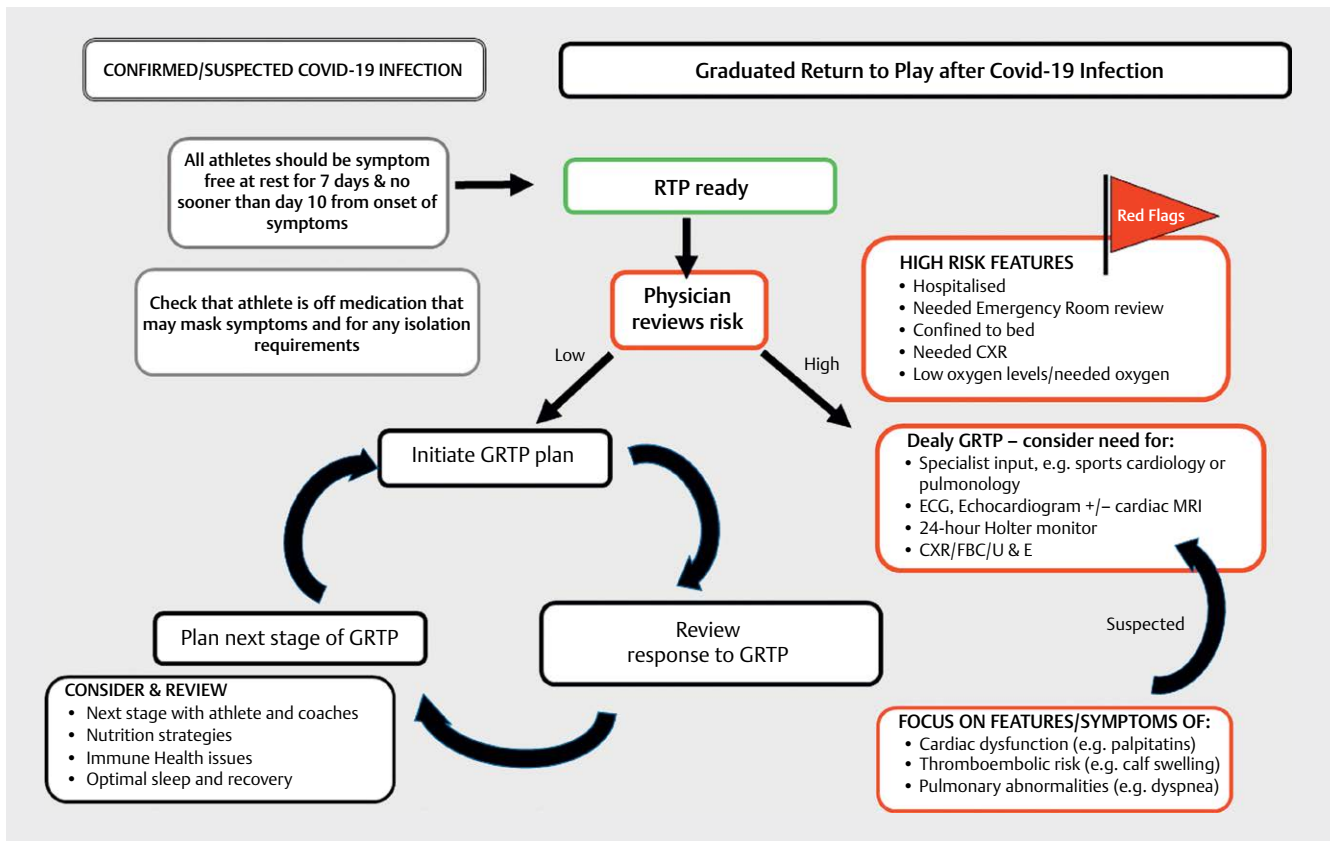 CONFIRMED/SUSPECTED COVID-19 INFECTION
Graduated Return to Play after Covid-19 Infection
All athletes should be symptom
free at rest for 7 days & no
sooner than day 10 from onset of
symptoms
RTP ready
Red Flags
Check that athlete is off medication that
may mask symptoms and for any isolation
requirements
Physician
reviews risk
HIGH RISK FEATURES
• Hospitalised
• Needed Emergency Room review
• Confined to bed
• Needed CXR
• Low oxygen levels/needed oxygen
Low
High
Initiate GRTP plan
Dealy GRTP – consider need for:
• Specialist input, e.g. sports cardiology or
pulmonology
• ECG, Echocardiogram +/– cardiac MRI
• 24-hour Holter monitor
• CXR/FBC/U & E
Plan next stage of GRTP
Review
response to GRTP
Suspected
CONSIDER & REVIEW
• Next stage with athlete and coaches
• Nutrition strategies
• Immune Health issues
• Optimal sleep and recovery
FOCUS ON FEATURES/SYMPTOMS OF:
• Cardiac dysfunction (e.g. palpitatins)
• Thromboembolic risk (e.g. calf swelling)
• Pulmonary abnormalities (e.g. dyspnea)